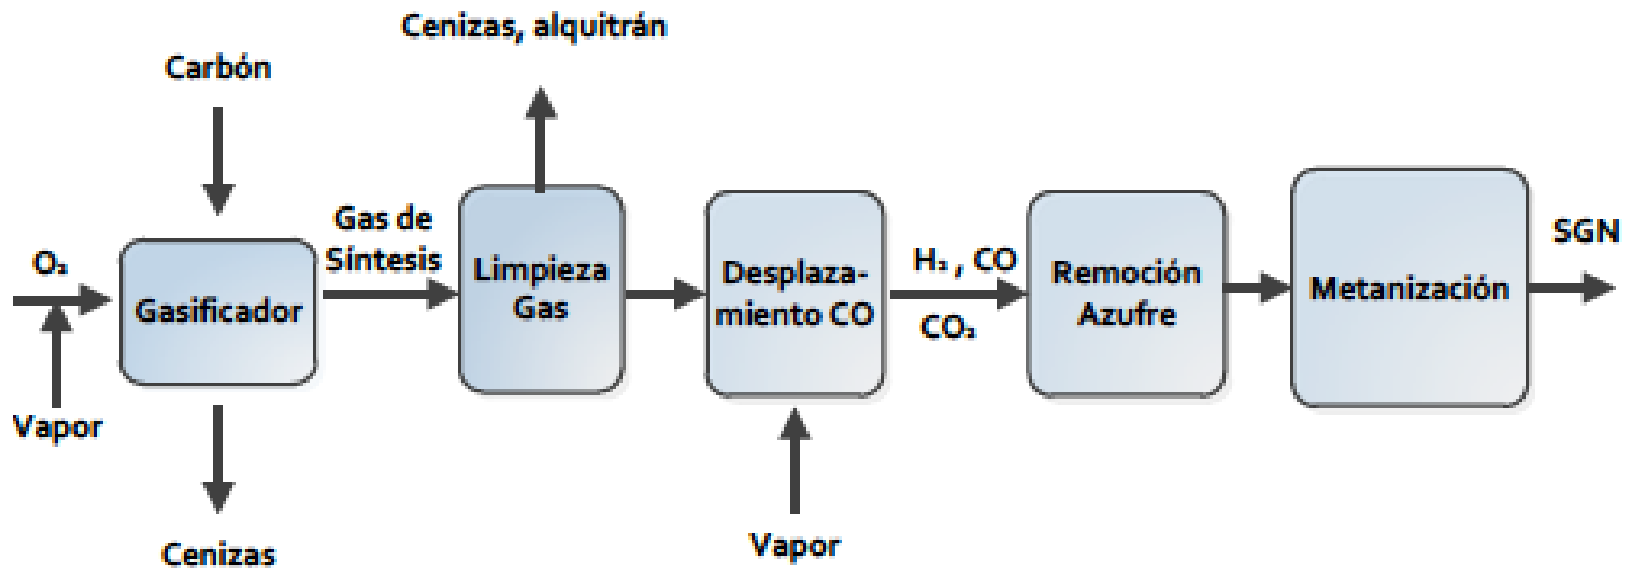 Cenizas, alquitrán
Carbón
O₂
Vapor
Gasificador
Cenizas
Gas de
Síntesis
Limpieza
Gas
Desplaza-
miento CO
Vapor
H₂ , CO
CO₂
Remoción
Azufre
Metanización
SGN